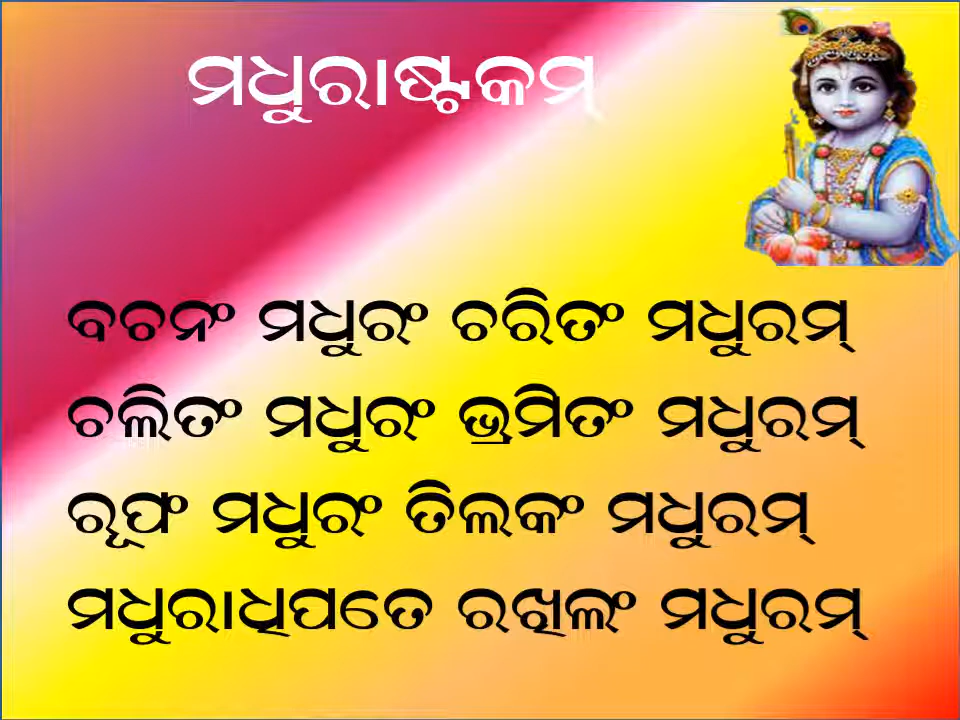 ମଧୁରାଷ୍ଟକମ୍
ବଚନଂ ମଧୁରଂ ଚରିତଂ ମଧୁରମ୍
ଚଲିତଂ ମଧୁରଂ ଭ୍ରମିତଂ ମଧୁରମ୍
ରୂପଂ ମଧୁରଂ ତିଲକଂ ମଧୁରମ୍
ମଧୁରାଧିପତେ ରଖିଲଂ ମଧୁରମ୍